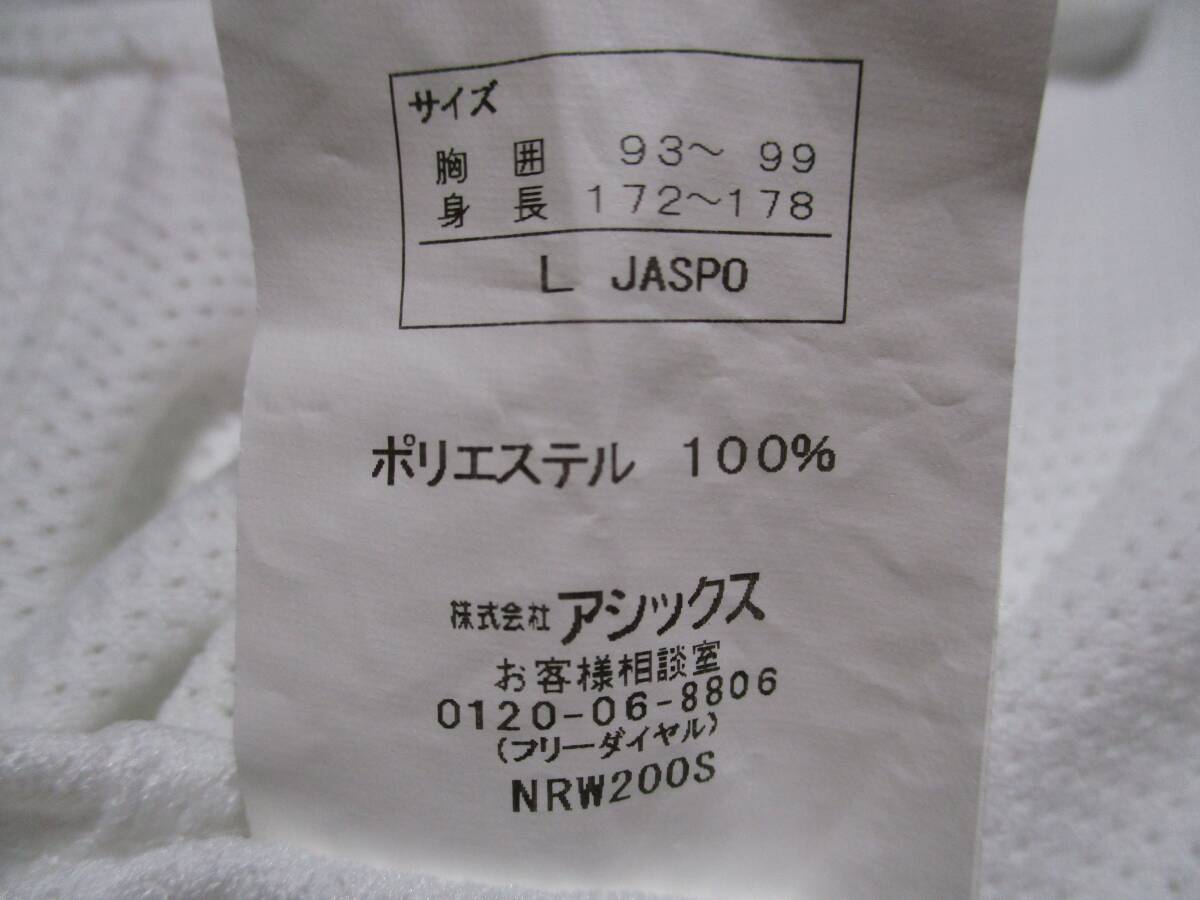 サイズ
胸 囲 93～ 99
身 長 172～178
L JASPO
ポリエステル 100%
株式会社 アシックス
お客様相談室
0120-06-8806
(フリーダイヤル)
NRW200S